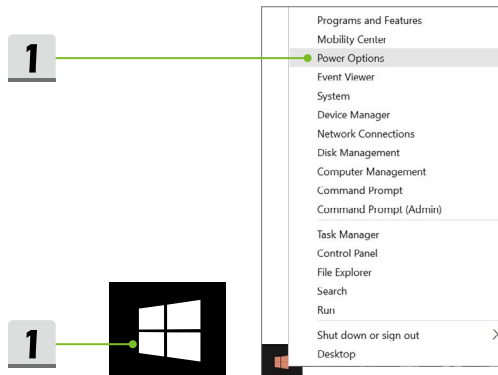 1
Programs and Features
Mobility Center
Power Options
Event Viewer
System
Device Manager
Network Connections
Disk Management
Computer Management
Command Prompt
Command Prompt (Admin)
Task Manager
Control Panel
File Explorer
Search
Run
Shut down or sign out
Desktop
1